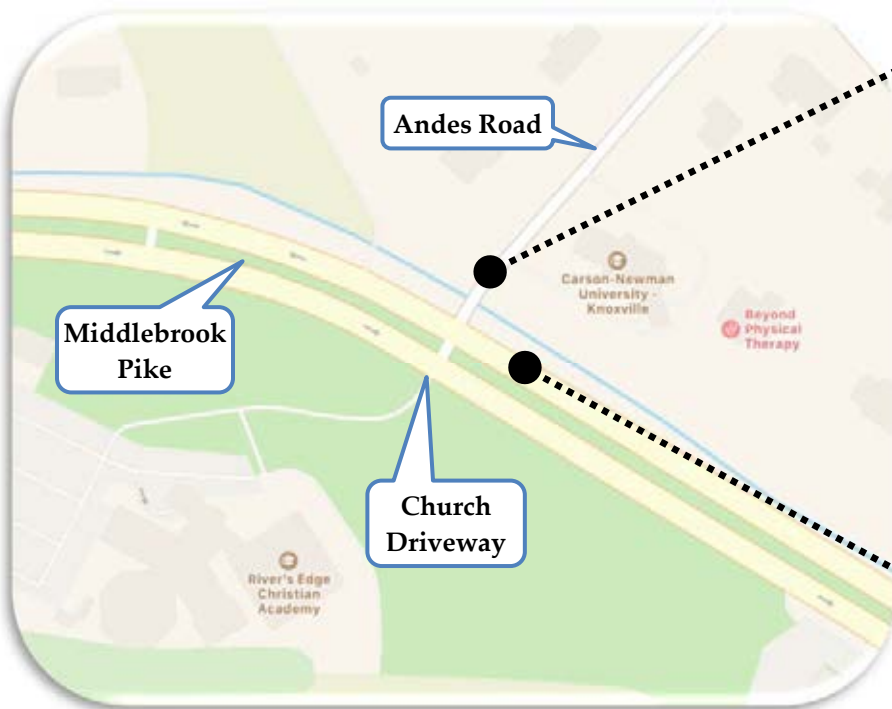 Andes Road
Carson-Newman
University -
Knoxville
Beyond
Physical
Therapy
Middlebrook
Pike
Church
Driveway
River's Edge
Christian
Academy